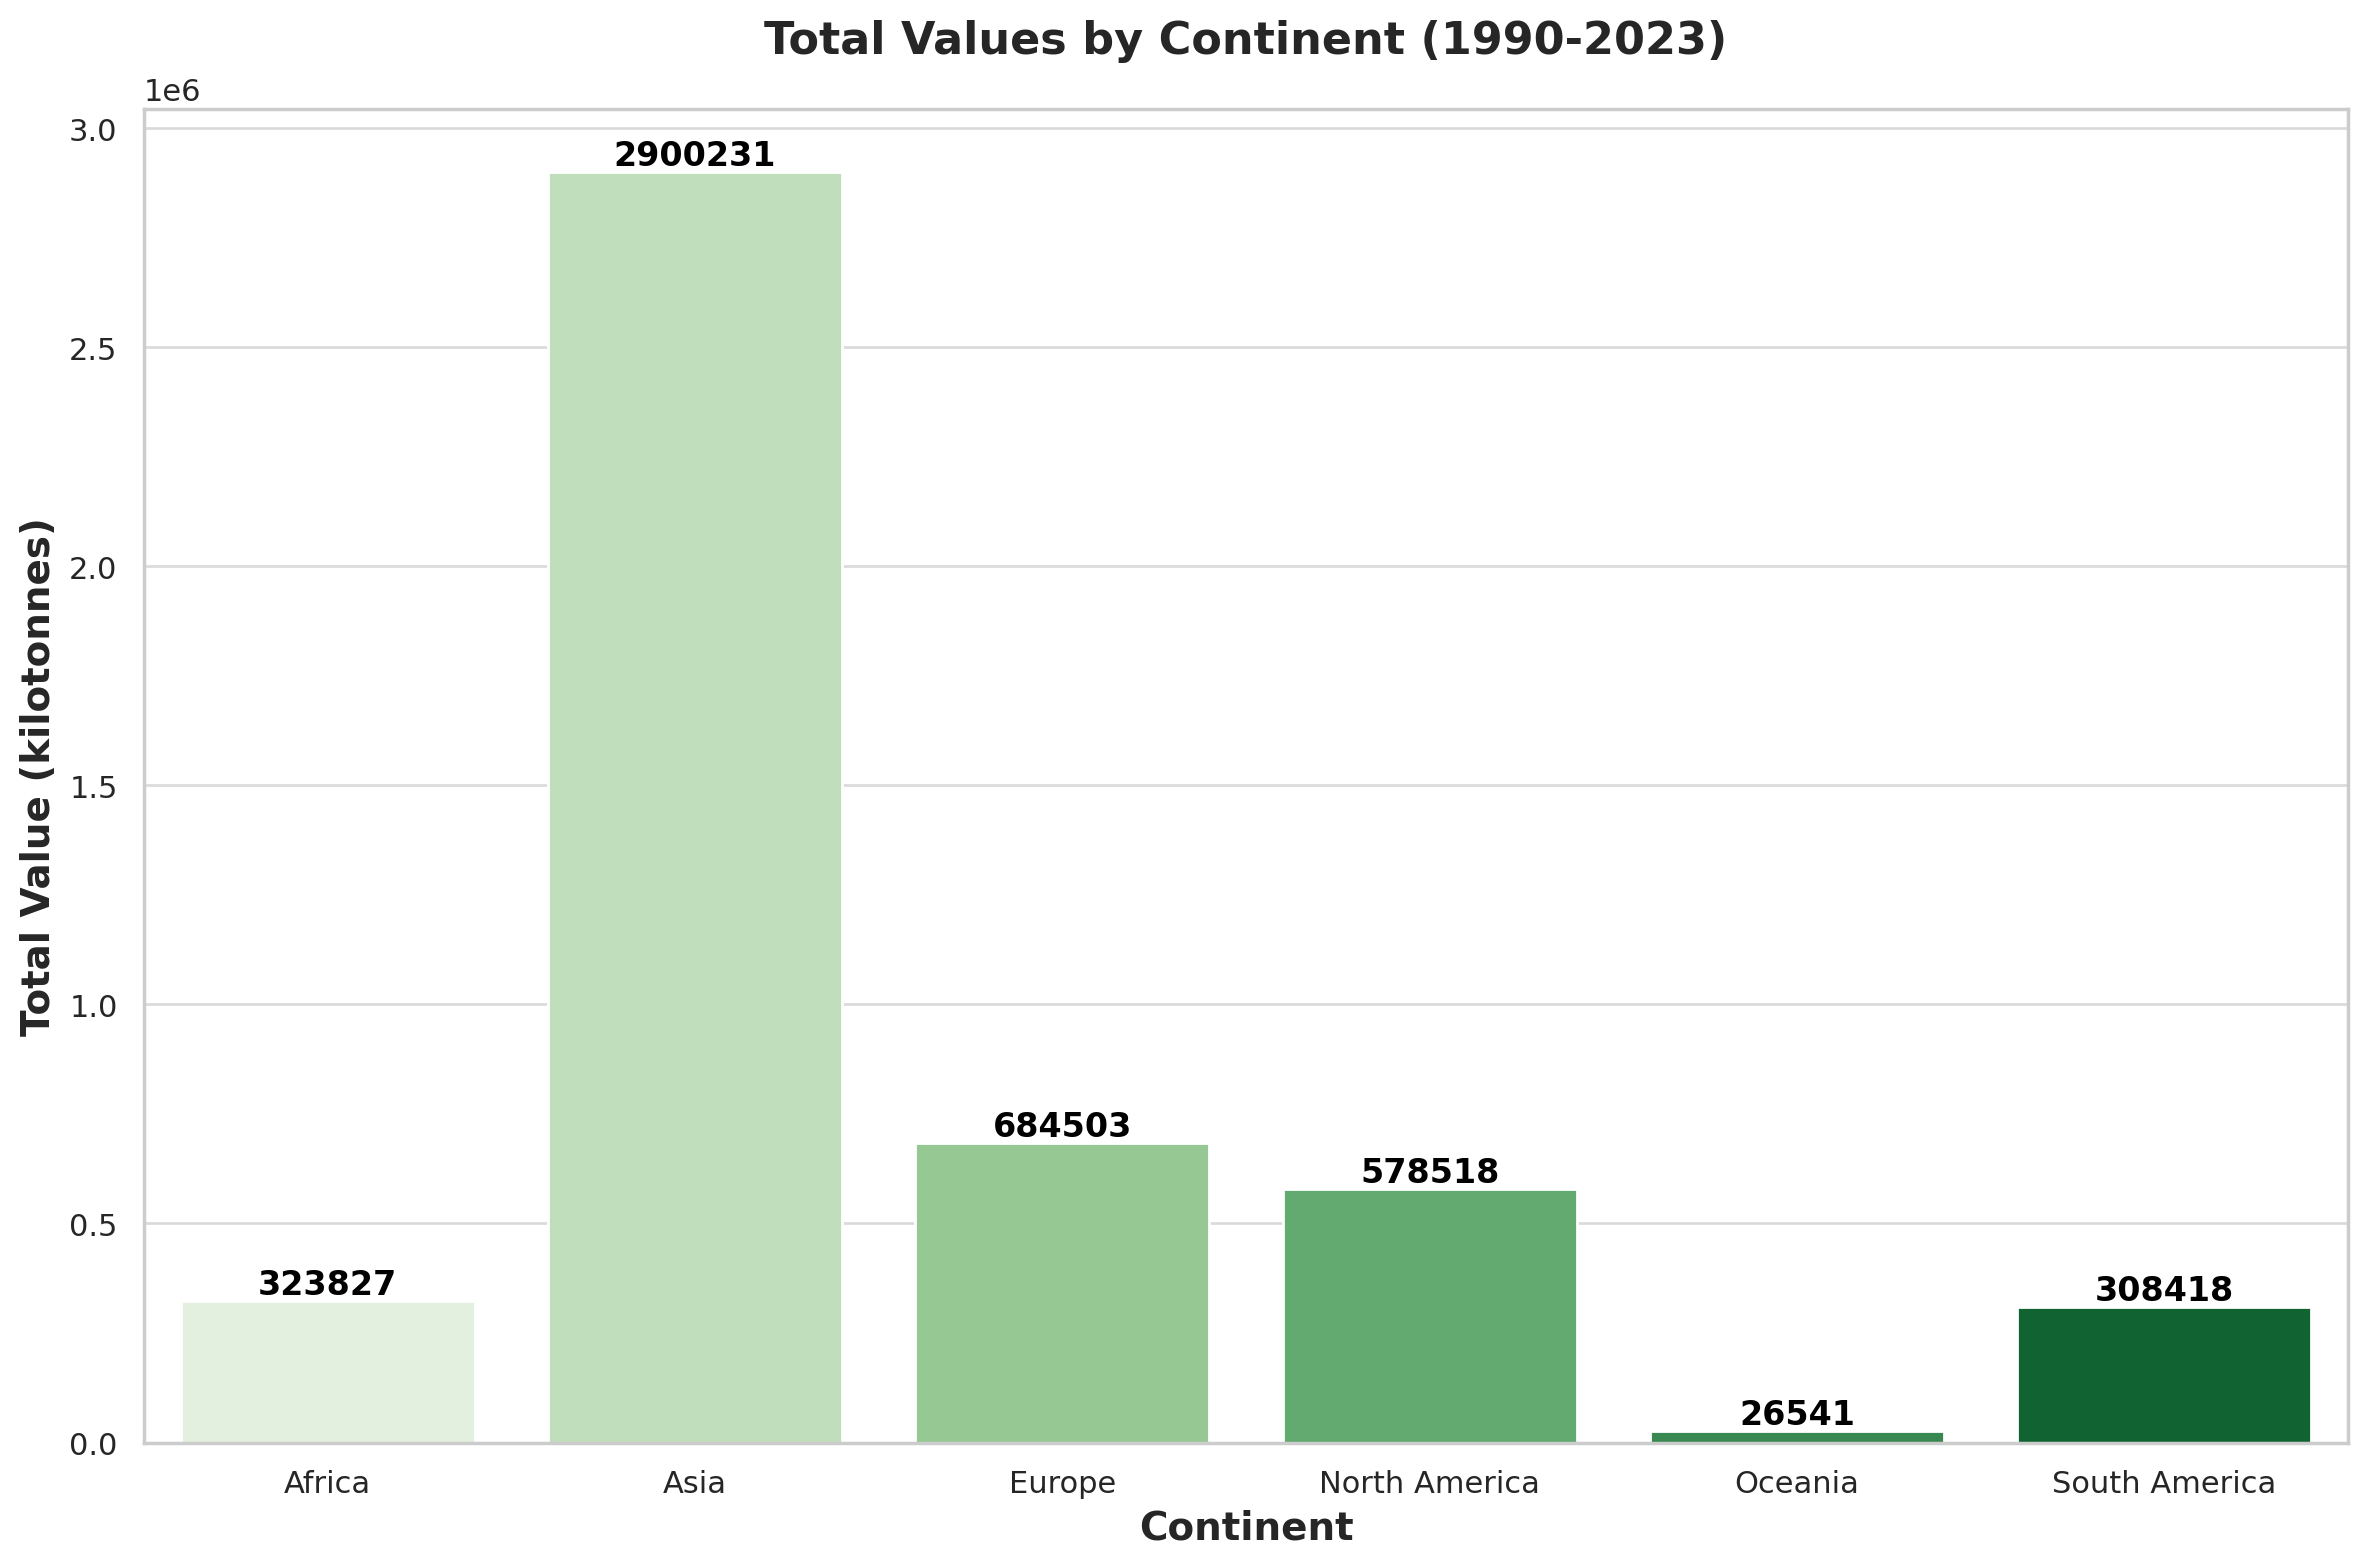 Total Values by Continent (1990-2023)
1e6
3.0
2900231
2.5
2.0
Total Value (kilotonnes)
1.5
1.0
684503
578518
0.5
323827
308418
26541
0.0
Africa Asia Europe North America Oceania South America
Continent